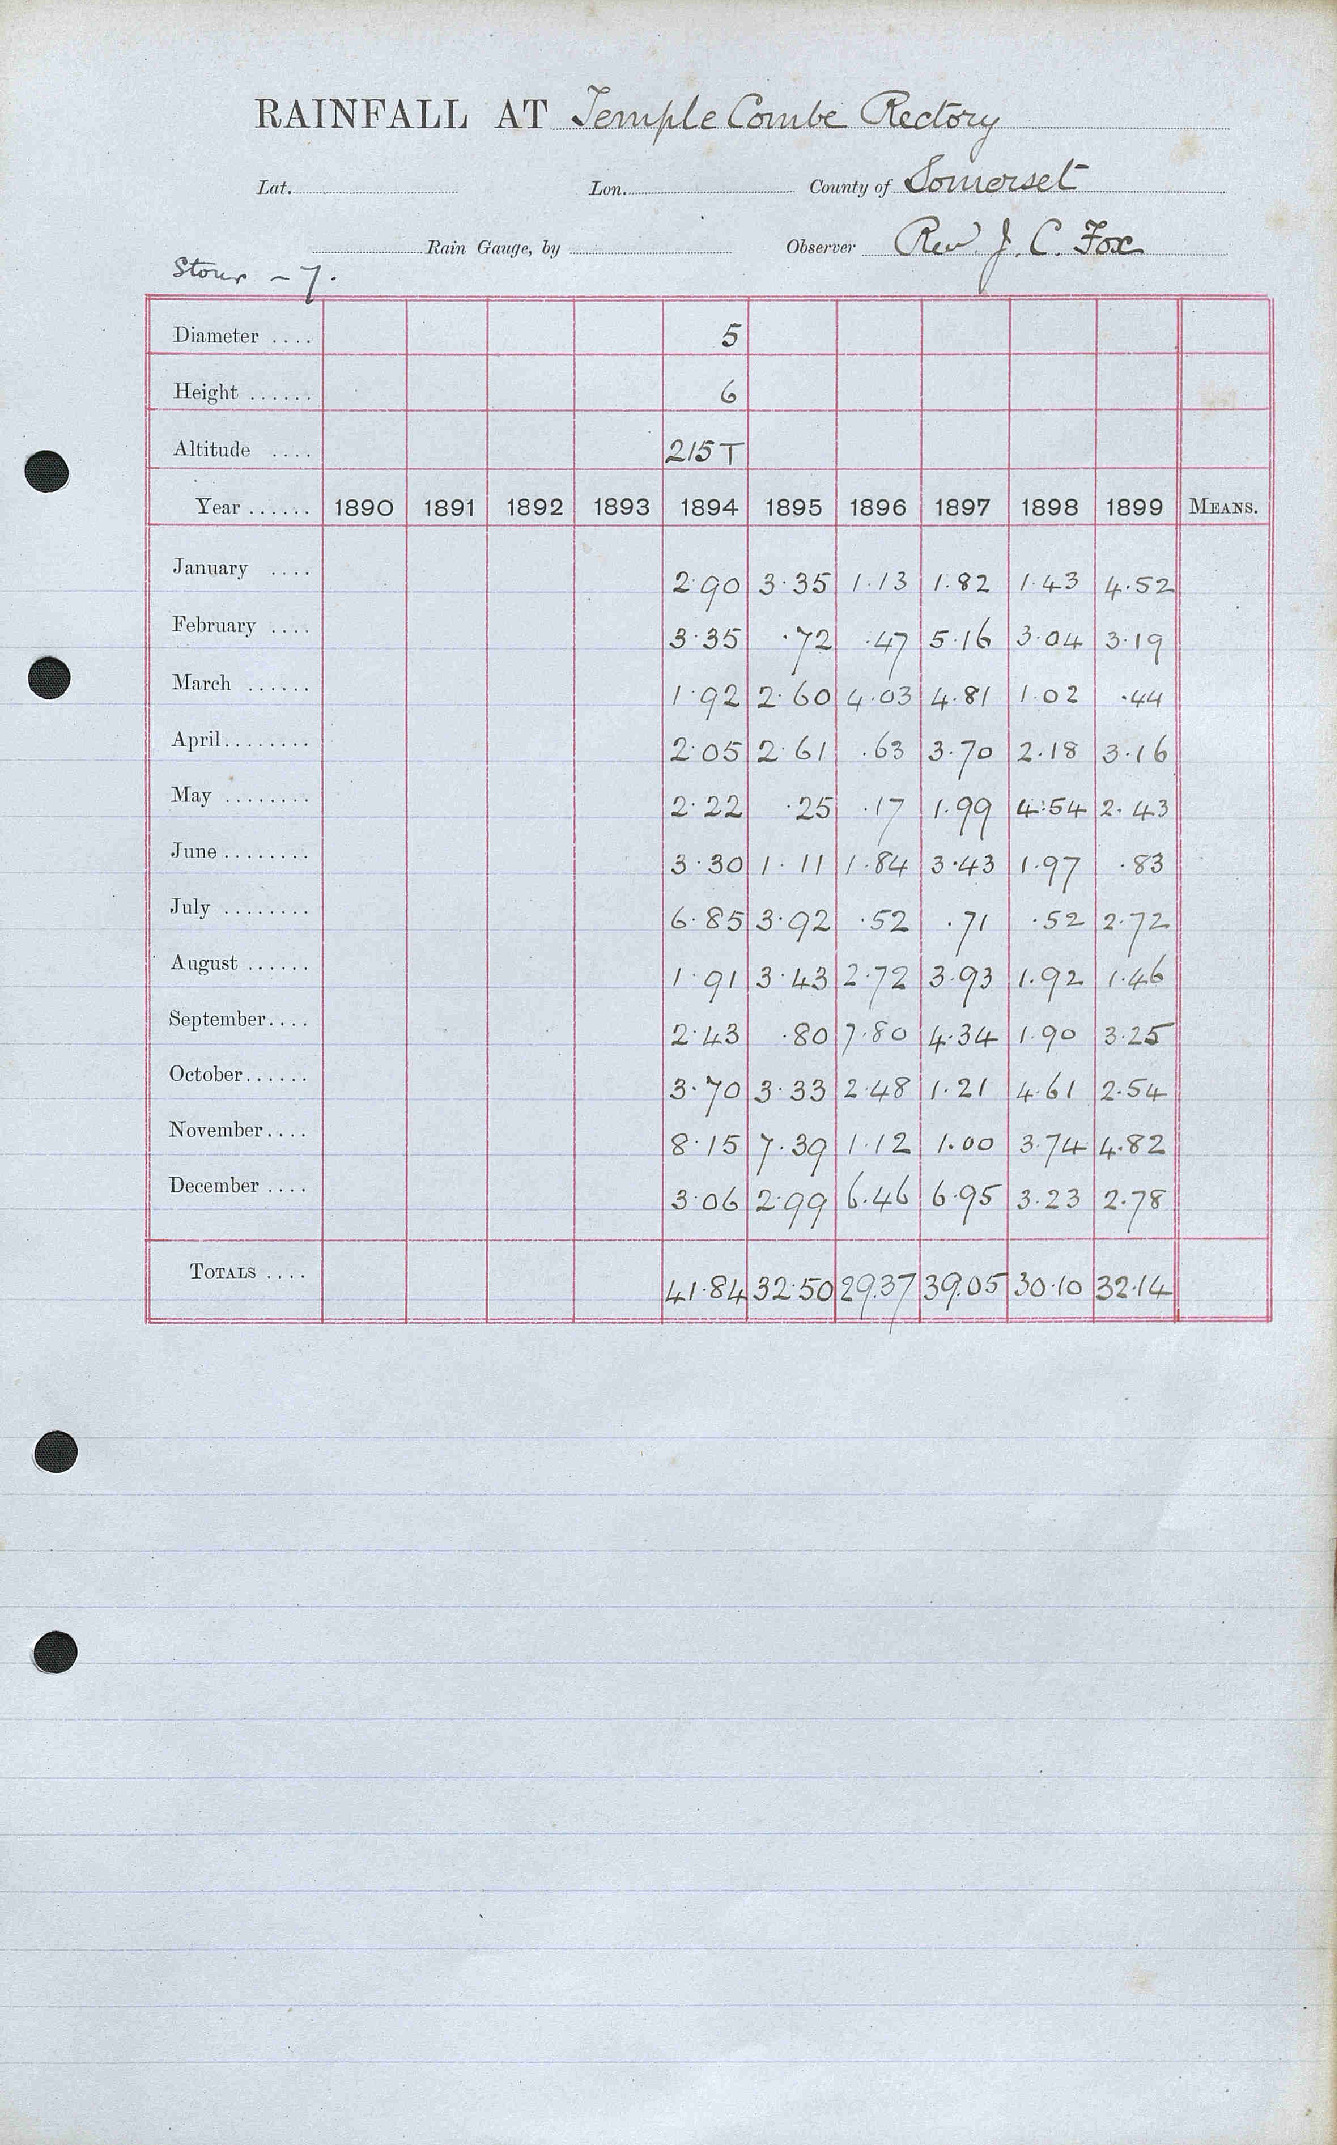 RAINFALL AT Temple Combe Rectory
Lat. Lon. County of Somerset
Rain Gauge, by Observer Rev. J. C. Fox
Stour - 7.
Diameter .... 5
Height ...... 6
Altitude .... 215 T
Year ...... 1890 1891 1892 1893 1894 1895 1896 1897 1898 1899 MEANS.
January .... 2.90 3.35 1.13 1.82 1.43 4.52
February .... 3.35 .72 .47 5.16 3.04 3.19
March ...... 1.92 2.60 4.03 4.81 1.02 .44
April........ 2.05 2.61 .63 3.70 2.18 3.16
May ........ 2.22 .25 .17 1.99 4.54 2.43
June ........ 3.30 1.11 1.84 3.43 1.97 .83
July ........ 6.85 3.92 .52 .71 .52 2.72
August ...... 1.91 3.43 2.72 3.93 1.92 1.46
September.... 2.43 .80 7.80 4.34 1.90 3.25
October...... 3.70 3.33 2.48 1.21 4.61 2.54
November.... 8.15 7.39 1.12 1.00 3.74 4.82
December .... 3.06 2.99 6.46 6.95 3.23 2.78
TOTALS .... 41.84 32.50 29.37 39.05 30.10 32.14